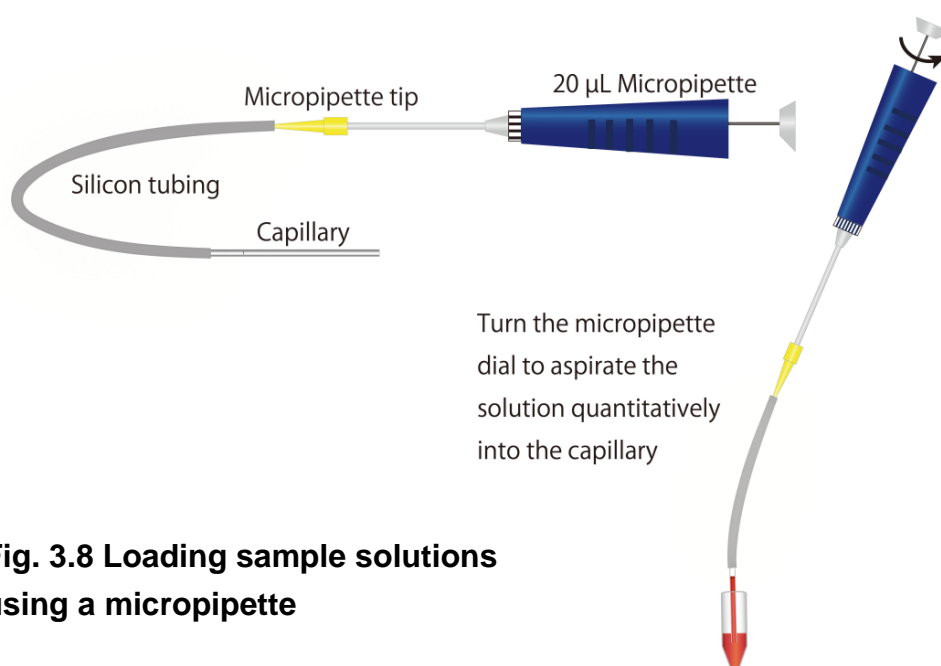 20 µL Micropipette
Micropipette tip
Silicon tubing
Capillary
Turn the micropipette
dial to aspirate the
solution quantitatively
into the capillary
Fig. 3.8 Loading sample solutions
using a micropipette